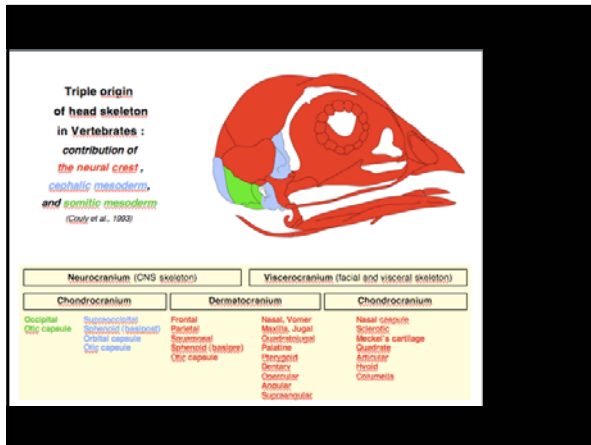 Triple origin
of head skeleton
in Vertebrates :
contribution of
the neural crest ,
cephalic mesoderm,
and somitic mesoderm
(Couly et al., 1993)
Neurocranium (CNS skeleton)
Viscerocranium (facial and visceral skeleton)
Chondrocranium
Dermatocranium
Chondrocranium
Occipital
Otic capsule
Supraoccipital
Sphenoid (basipost)
Orbital capsule
Otic capsule
Frontal
Parietal
Squamosal
Sphenoid (basipre)
Otic capsule
Nasal, Vomer
Maxilla, Jugal
Quadratojugal
Palatine
Pterygoid
Dentary
Opercular
Angular
Supraangular
Nasal capsule
Sclerotic
Meckel's cartilage
Quadrate
Articular
Hyoid
Columella